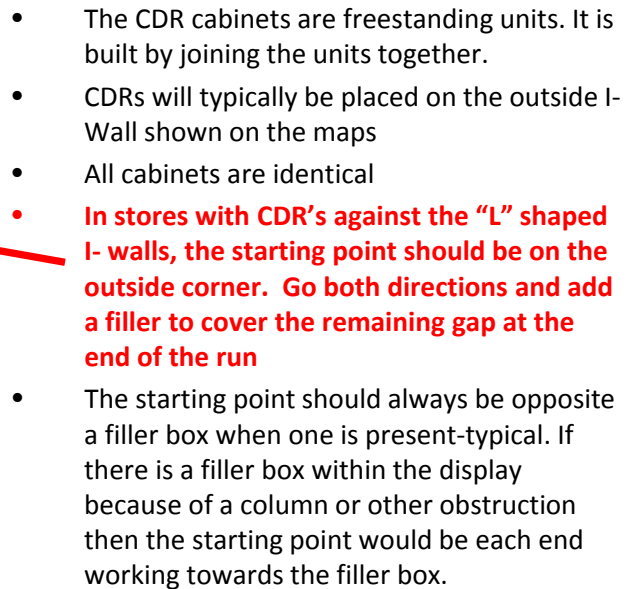 • The CDR cabinets are freestanding units. It is
built by joining the units together.
• CDRs will typically be placed on the outside I-
Wall shown on the maps
• All cabinets are identical
• In stores with CDR’s against the “L” shaped
I- walls, the starting point should be on the
outside corner.  Go both directions and add
a filler to cover the remaining gap at the
end of the run
• The starting point should always be opposite
a filler box when one is present-typical. If
there is a filler box within the display
because of a column or other obstruction
then the starting point would be each end
working towards the filler box.